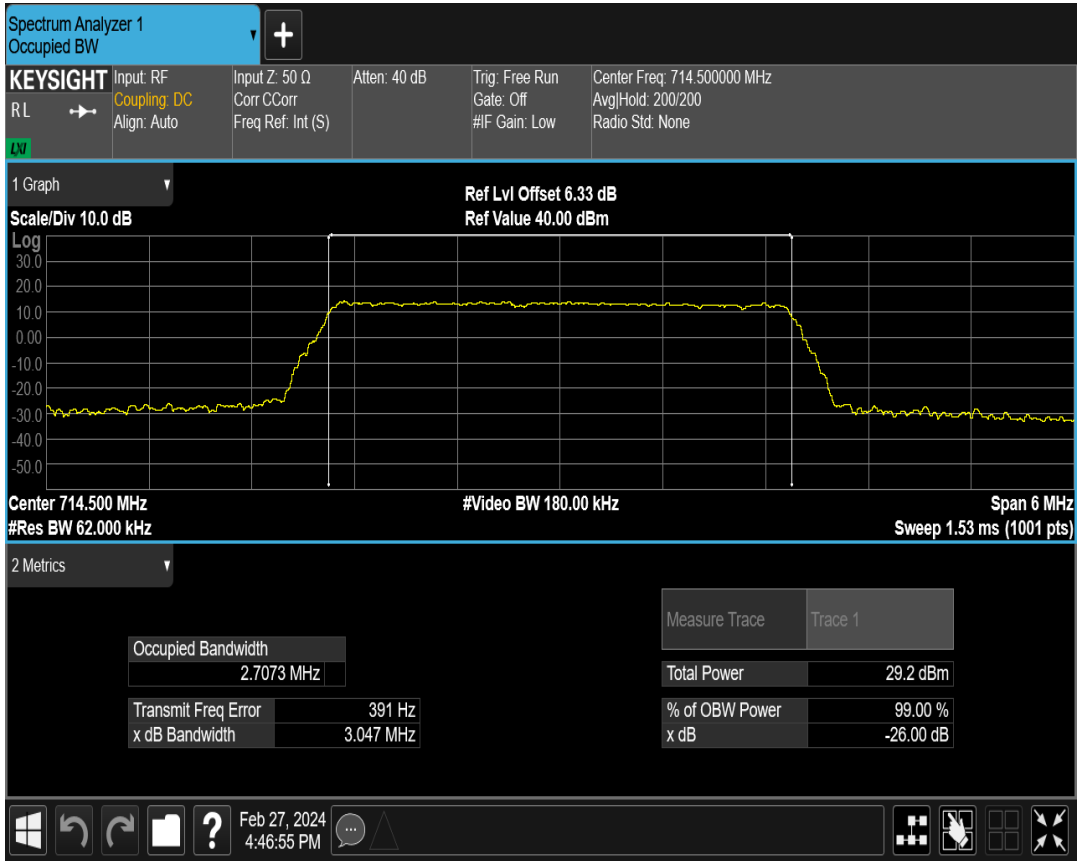 Spectrum Analyzer 1
Occupied BW
KEYSIGHT
R L
LXI
Input: RF
Coupling: DC
Align: Auto
Input Z: 50 Ω
Corr CCorr
Freq Ref: Int (S)
Atten: 40 dB
Trig: Free Run
Gate: Off
#IF Gain: Low
Center Freq: 714.500000 MHz
Avg|Hold: 200/200
Radio Std: None
1 Graph
Scale/Div 10.0 dB
Ref Lvl Offset 6.33 dB
Ref Value 40.00 dBm
Log
30.0
20.0
10.0
0.00
-10.0
-20.0
-30.0
-40.0
-50.0
Center 714.500 MHz
#Res BW 62.000 kHz
#Video BW 180.00 kHz
Span 6 MHz
Sweep 1.53 ms (1001 pts)
2 Metrics
Measure Trace Trace 1
Occupied Bandwidth
2.7073 MHz
Total Power 29.2 dBm
Transmit Freq Error 391 Hz
% of OBW Power 99.00 %
x dB Bandwidth 3.047 MHz
x dB -26.00 dB
?
Feb 27, 2024
4:46:55 PM